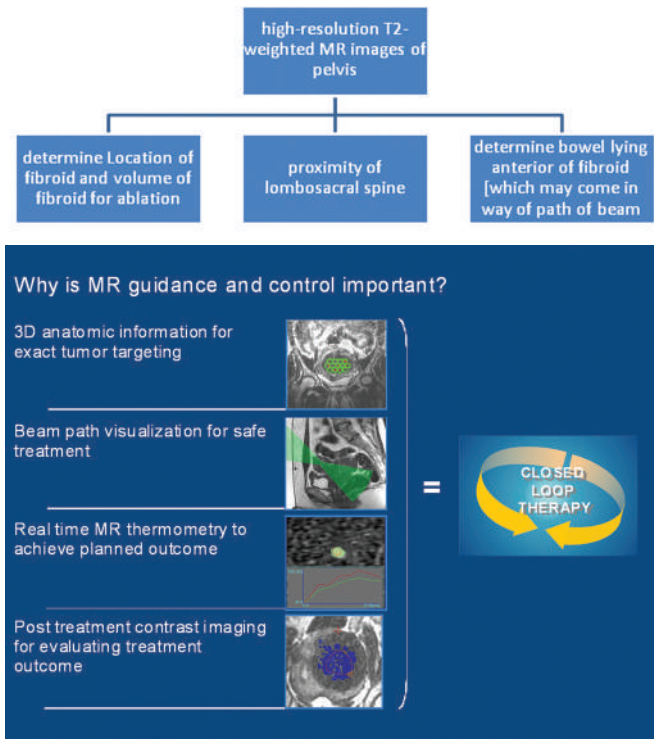 high-resolution T2-
weighted MR images of
pelvis
determine Location of
fibroid and volume of
fibroid for ablation
proximity of
lombosacral spine
determine bowel lying
anterior of fibroid
[which may come in
way of path of beam
Why is MR guidance and control important?
3D anatomic information for
exact tumor targeting
Beam path visualization for safe
treatment
Real time MR thermometry to
achieve planned outcome
Post treatment contrast imaging
for evaluating treatment
outcome
=
CLOSED
LOOP
THERAPY